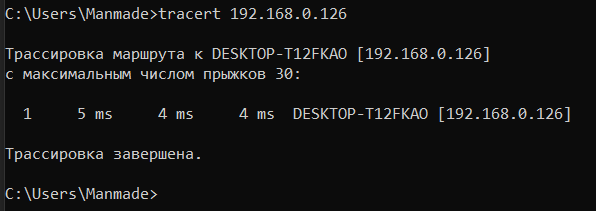 C:\Users\Manmade>tracert 192.168.0.126
Трассировка маршрута к DESKTOP-T12FKAO [192.168.0.126]
с максимальным числом прыжков 30:
1 5 ms 4 ms 4 ms DESKTOP-T12FKAO [192.168.0.126]
Трассировка завершена.
C:\Users\Manmade>